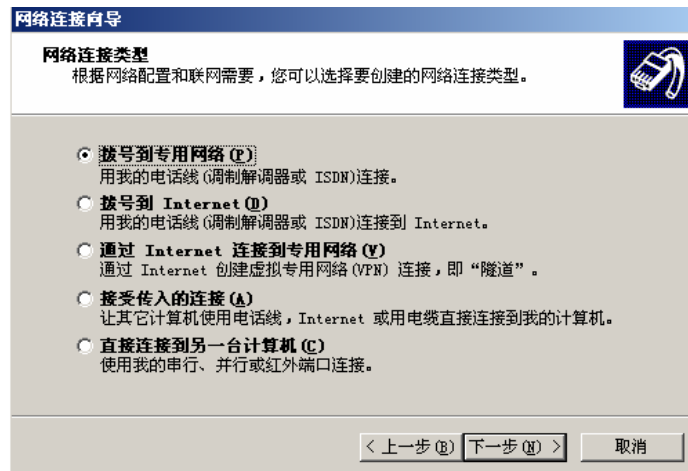 网络连接向导
网络连接类型
根据网络配置和联网需要，您可以选择要创建的网络连接类型。
拨号到专用网络(P)
用我的电话线(调制解调器或 ISDN)连接。
拨号到 Internet(D)
用我的电话线(调制解调器或 ISDN)连接到 Internet。
通过 Internet 连接到专用网络(V)
通过 Internet 创建虚拟专用网络(VPN) 连接，即“隧道”。
接受传入的连接(A)
让其它计算机使用电话线，Internet 或用电缆直接连接到我的计算机。
直接连接到另一台计算机(C)
使用我的串行、并行或红外端口连接。
< 上一步(B) 下一步(N) > 取消